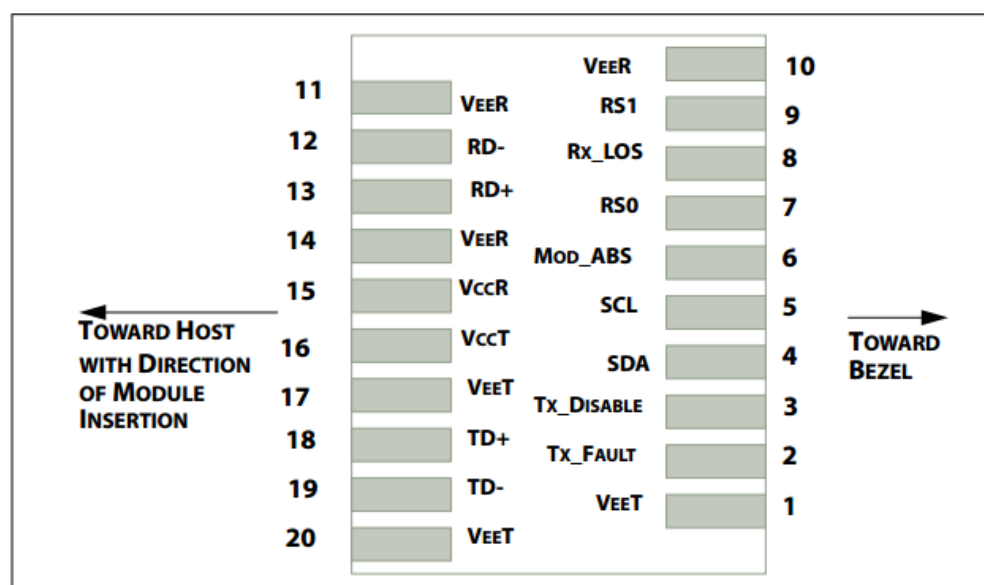 11 VEER
12 RD-
13 RD+
14 VEER
15 VCCR
16 VCCT
17 VEET
18 TD+
19 TD-
20 VEET
TOWARD HOST
WITH DIRECTION
OF MODULE
INSERTION
VEER 10
RS1 9
RX_LOS 8
RS0 7
MOD_ABS 6
SCL 5
SDA 4
TX_DISABLE 3
TX_FAULT 2
VEET 1
TOWARD
BEZEL